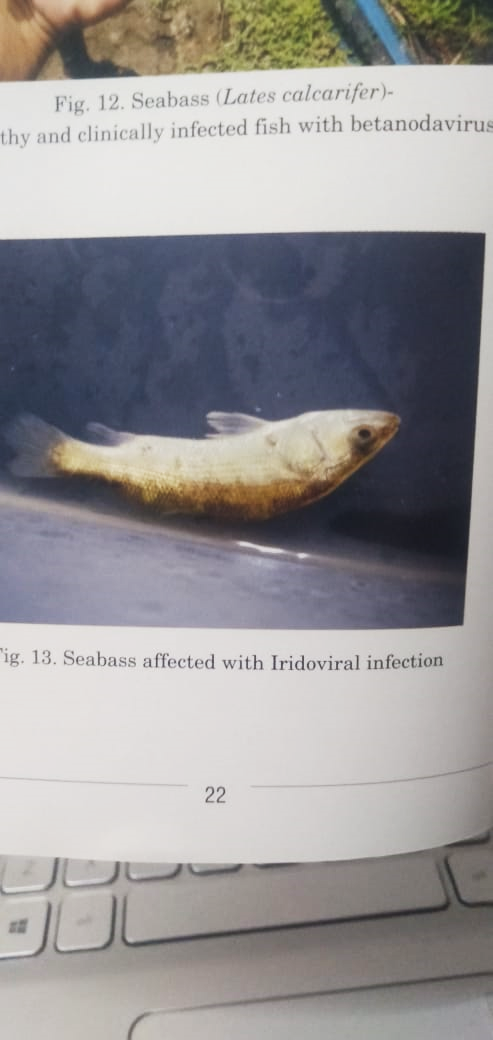 Fig. 12. Seabass (Lates calcarifer)-
thy and clinically infected fish with betanodavirus
ig. 13. Seabass affected with Iridoviral infection
22